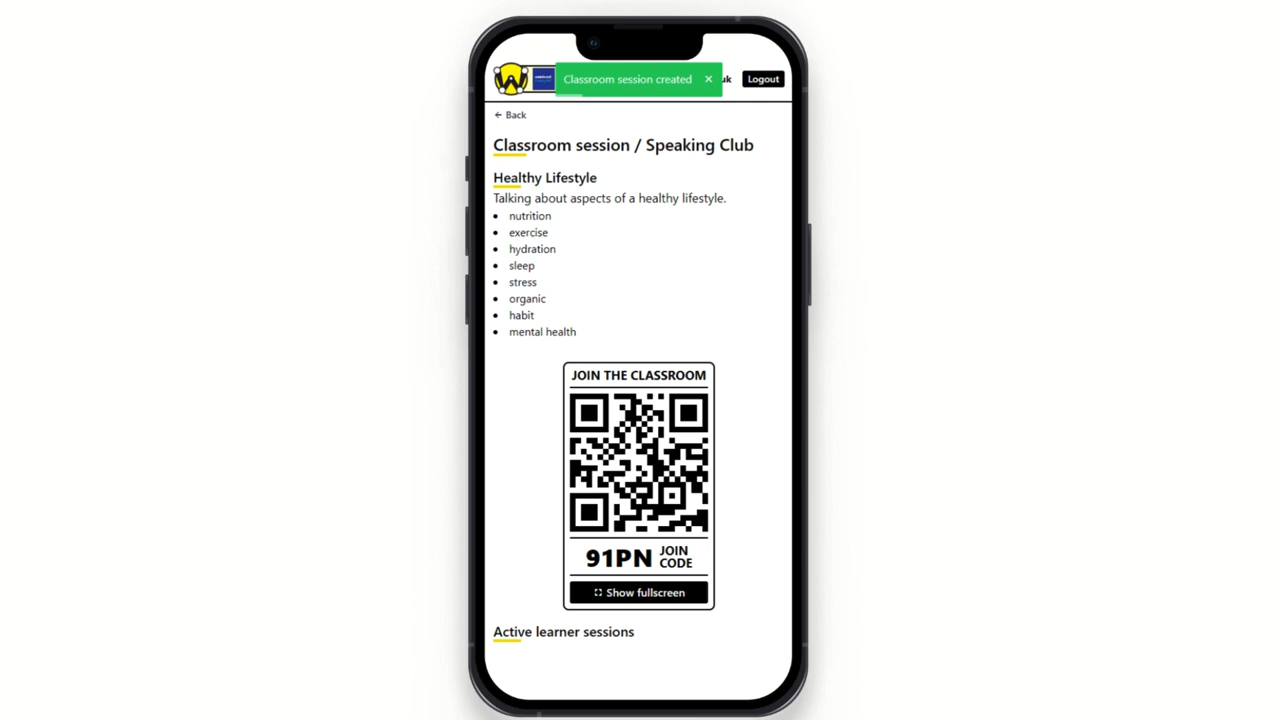 W
Classroom session created ×
uk
Logout
← Back
Classroom session / Speaking Club
Healthy Lifestyle
Talking about aspects of a healthy lifestyle.
• nutrition
• exercise
• hydration
• sleep
• stress
• organic
• habit
• mental health
JOIN THE CLASSROOM
91PN
JOIN
CODE
Show fullscreen
Active learner sessions